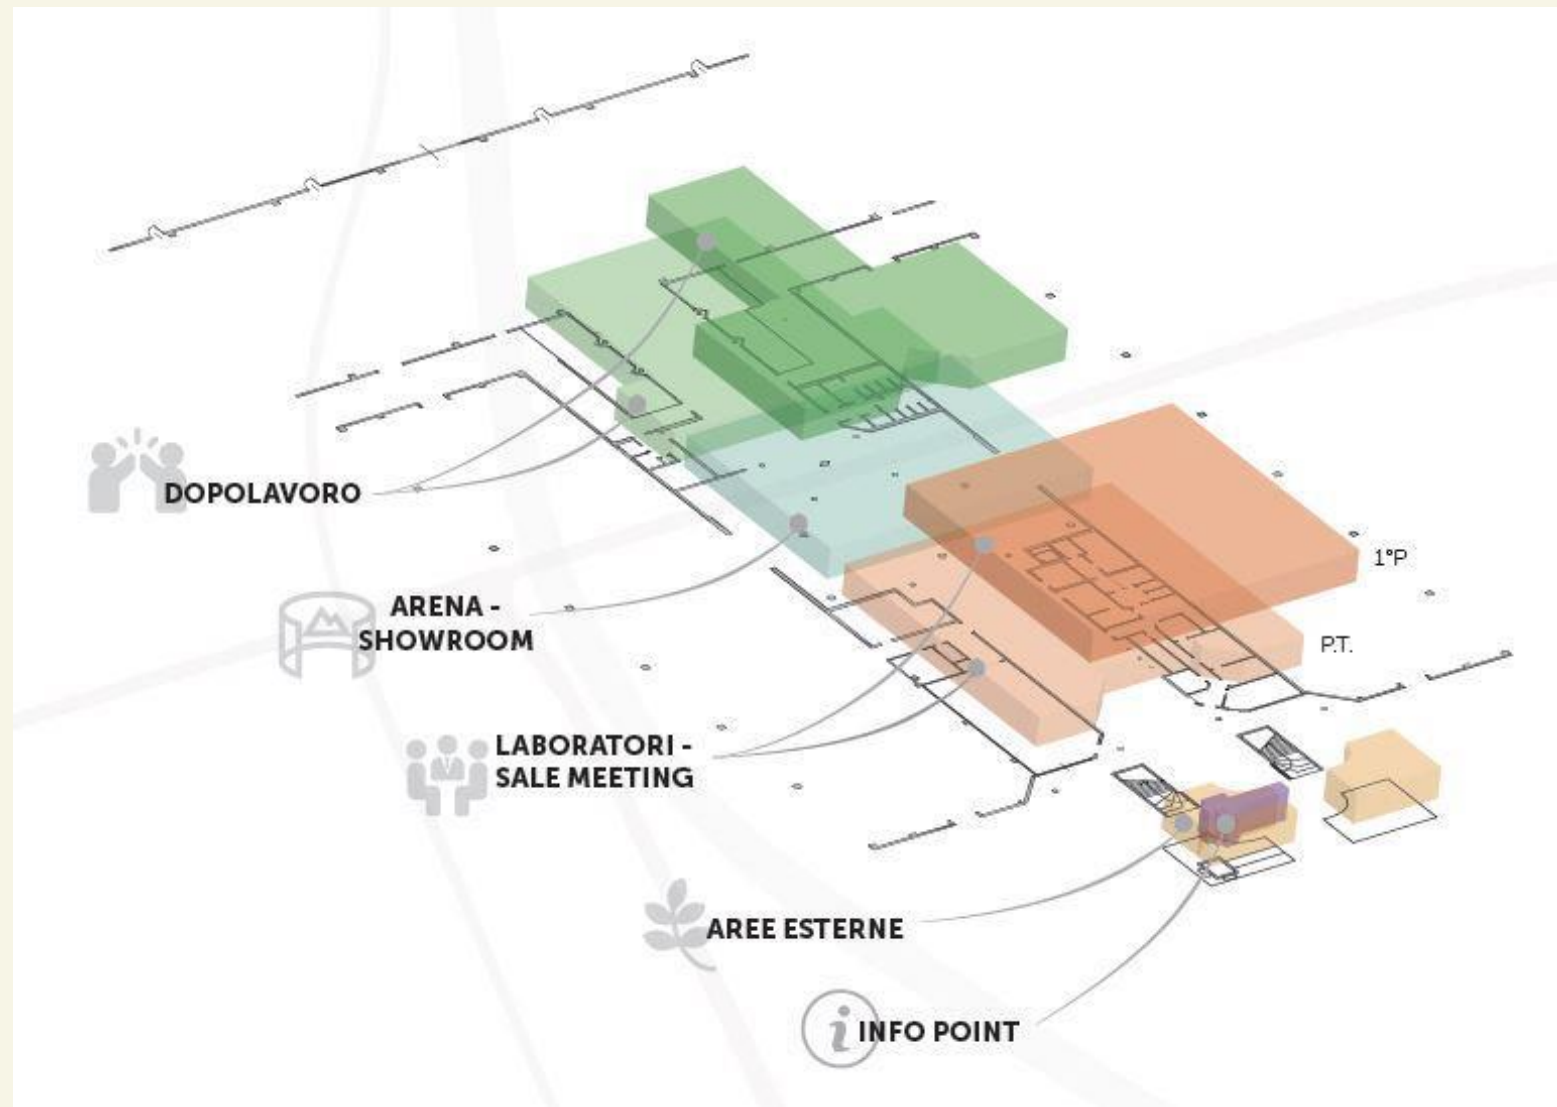 DOPOLAVORO
ARENA -
SHOWROOM
1°P
P.T.
LABORATORI -
SALE MEETING
AREE ESTERNE
i INFO POINT